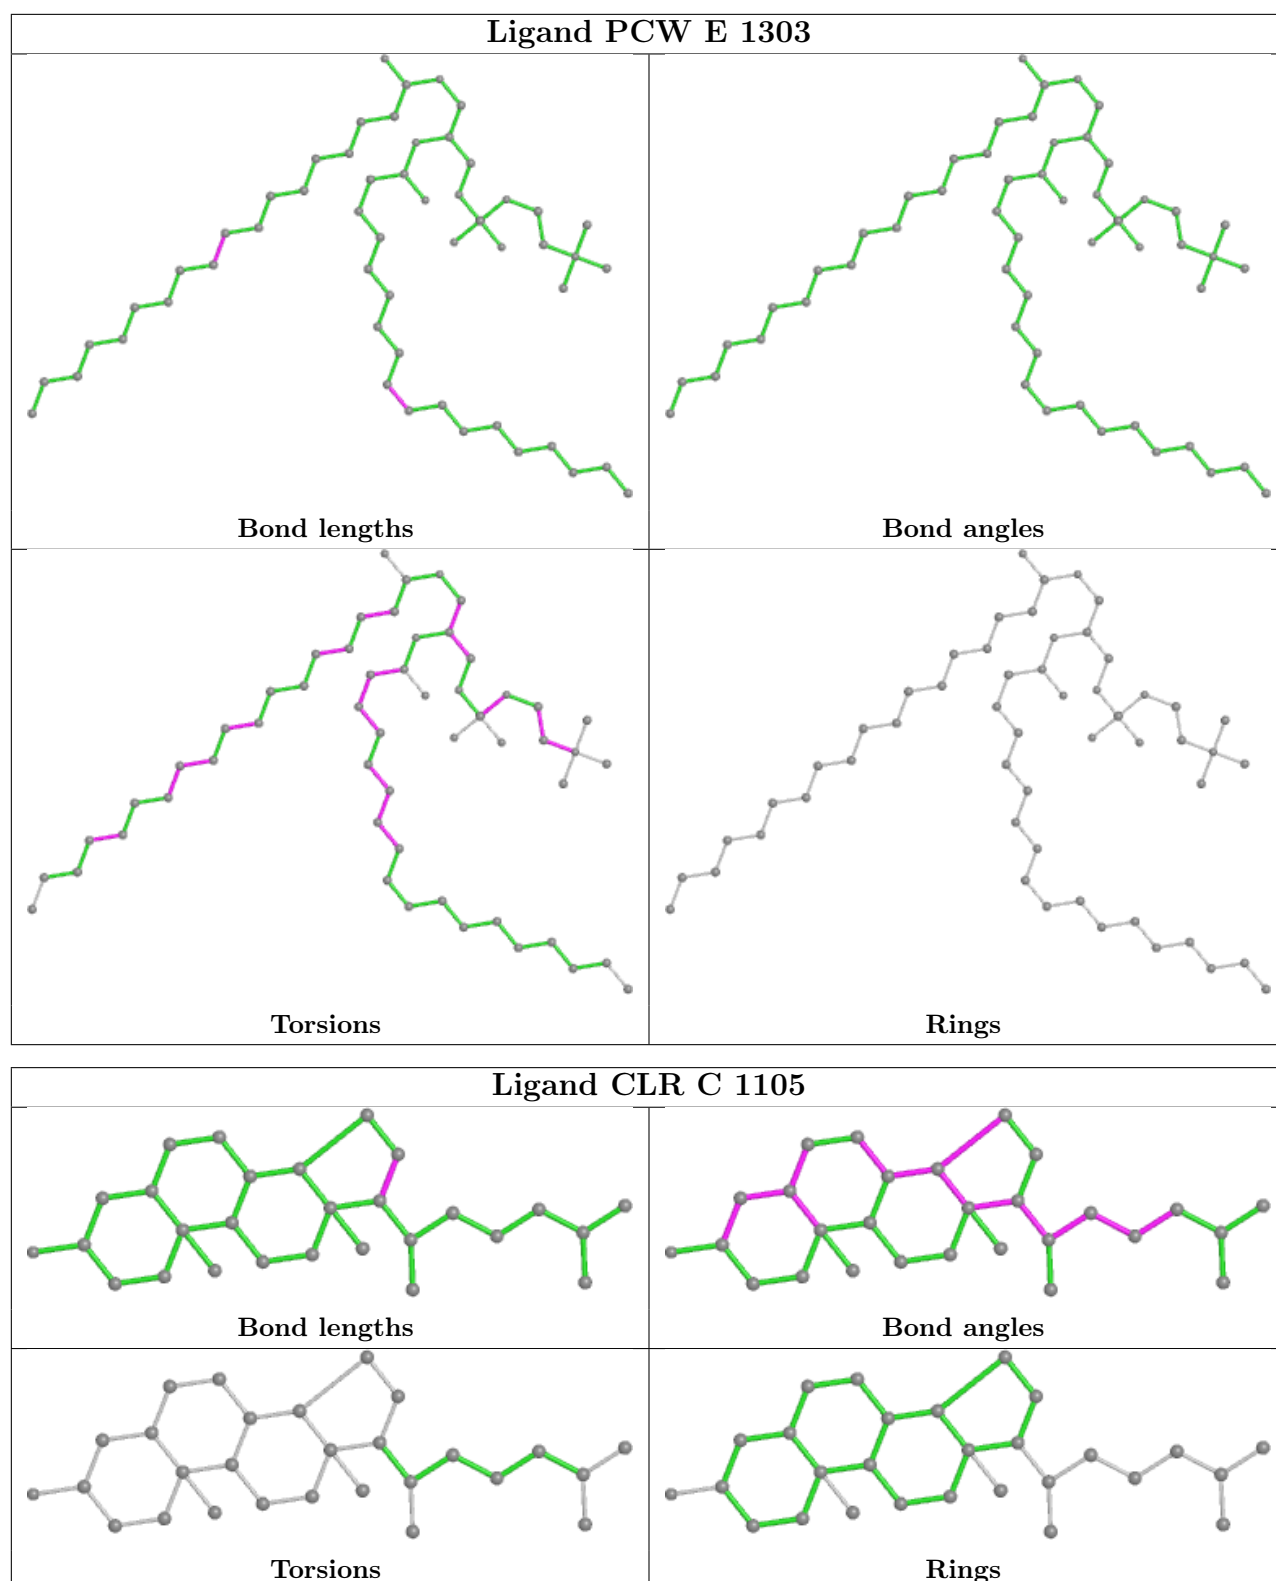 Ligand PCW E 1303
Bond lengths
Bond angles
Torsions
Rings
Ligand CLR C 1105
Bond lengths
Bond angles
Torsions
Rings